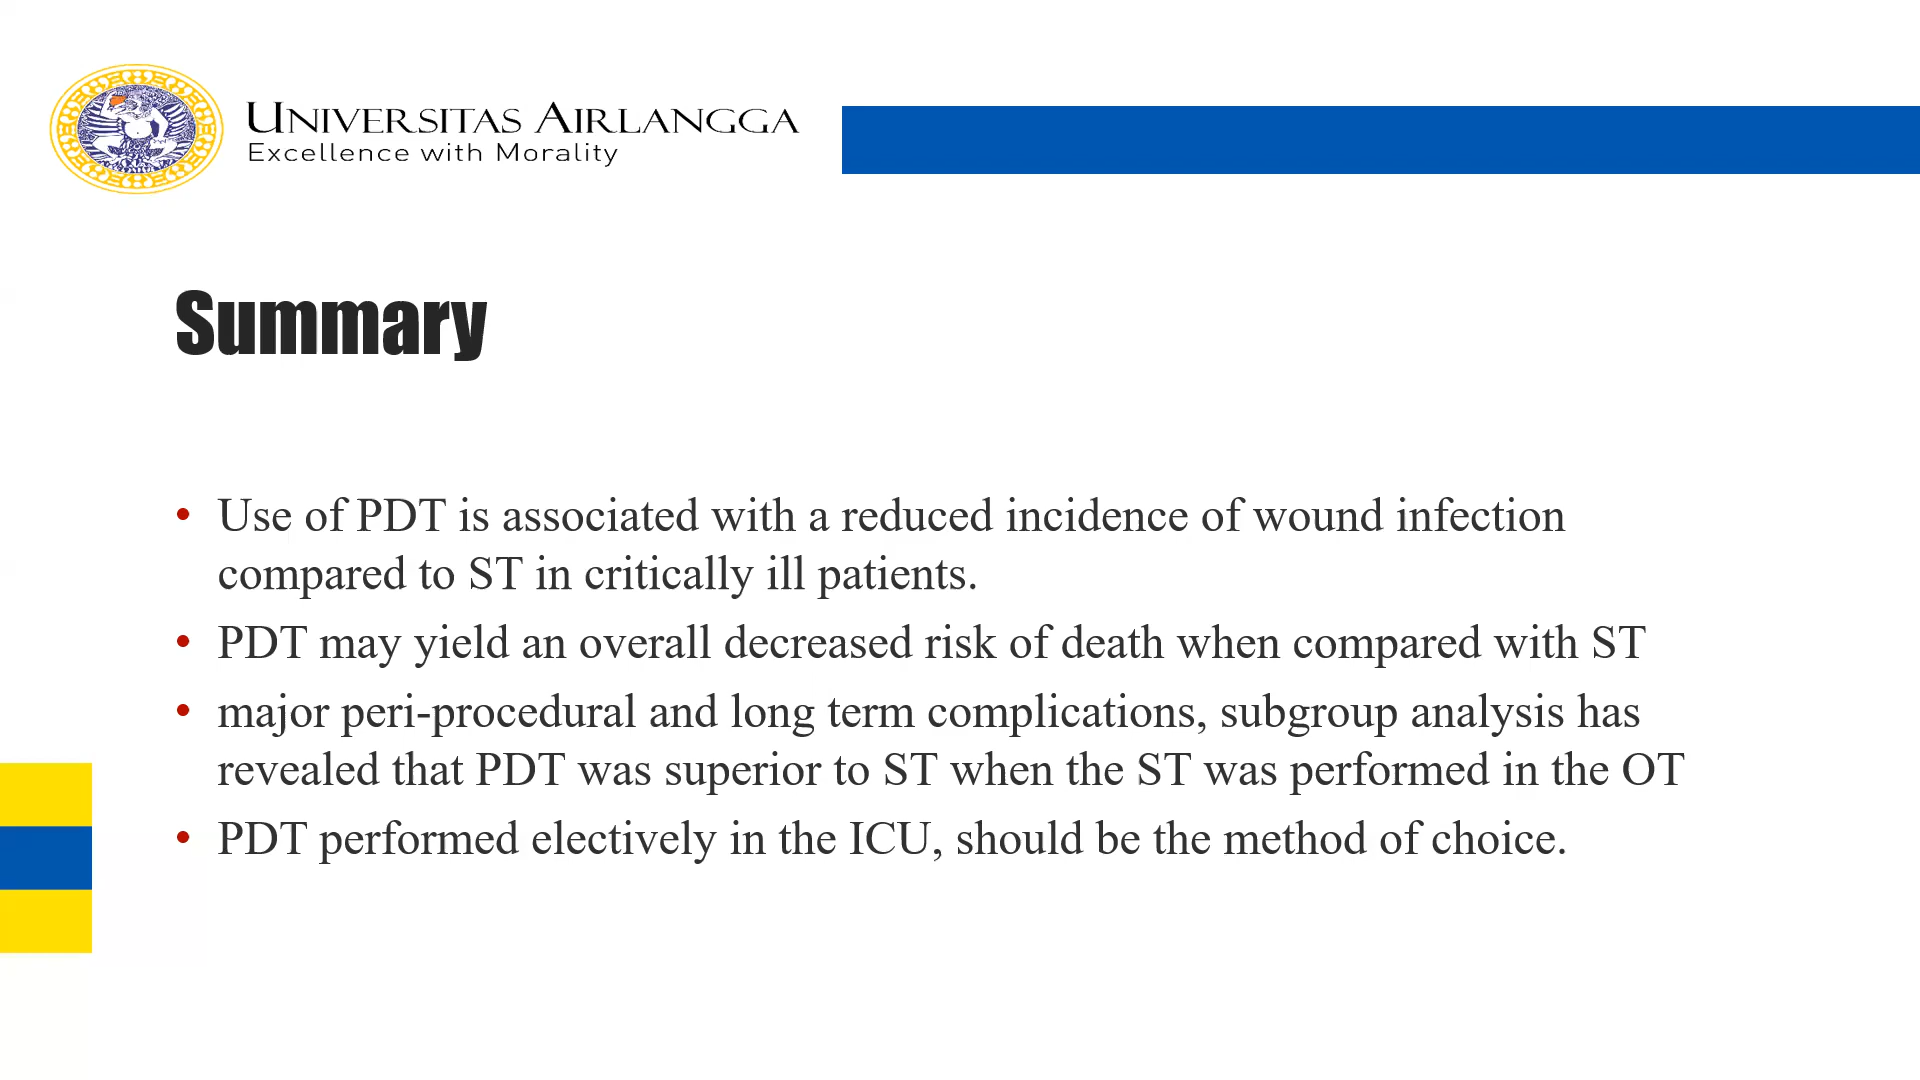 UNIVERSITAS AIRLANGGA
Excellence with Morality
Summary
• Use of PDT is associated with a reduced incidence of wound infection
compared to ST in critically ill patients.
• PDT may yield an overall decreased risk of death when compared with ST
• major peri-procedural and long term complications, subgroup analysis has
revealed that PDT was superior to ST when the ST was performed in the OT
• PDT performed electively in the ICU, should be the method of choice.